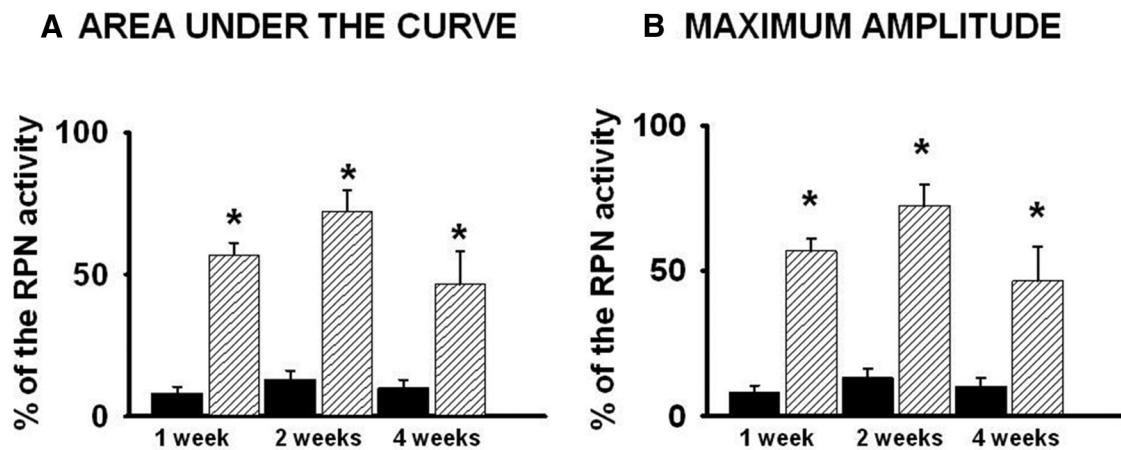 A AREA UNDER THE CURVE
% of the RPN activity
100
*
*
*
50
0
1 week 2 weeks 4 weeks
B MAXIMUM AMPLITUDE
% of the RPN activity
100
*
*
*
50
0
1 week 2 weeks 4 weeks